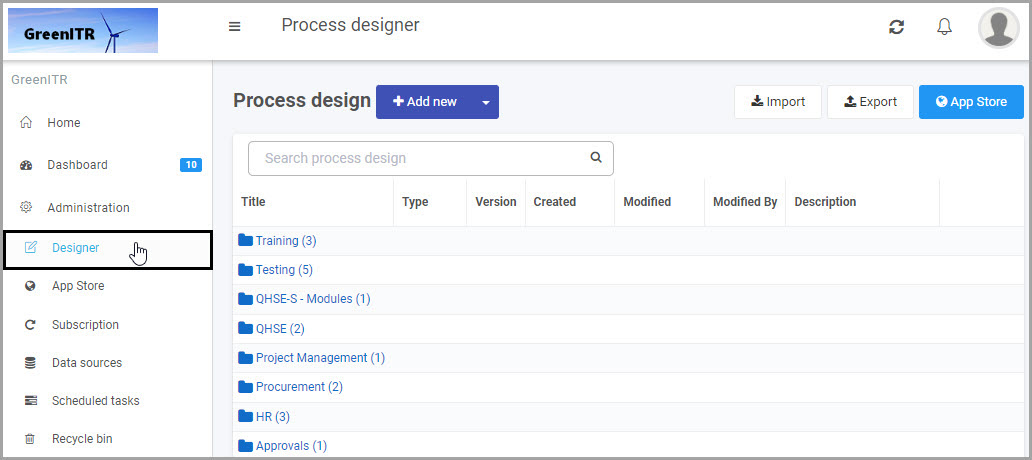 GreenITR
Process designer
GreenITR
Home
Dashboard 10
Administration
Designer
App Store
Subscription
Data sources
Scheduled tasks
Recycle bin
Process design
Add new
Import
Export
App Store
Search process design
Title Type Version Created Modified Modified By Description
Training (3)
Testing (5)
QHSE-S - Modules (1)
QHSE (2)
Project Management (1)
Procurement (2)
HR (3)
Approvals (1)